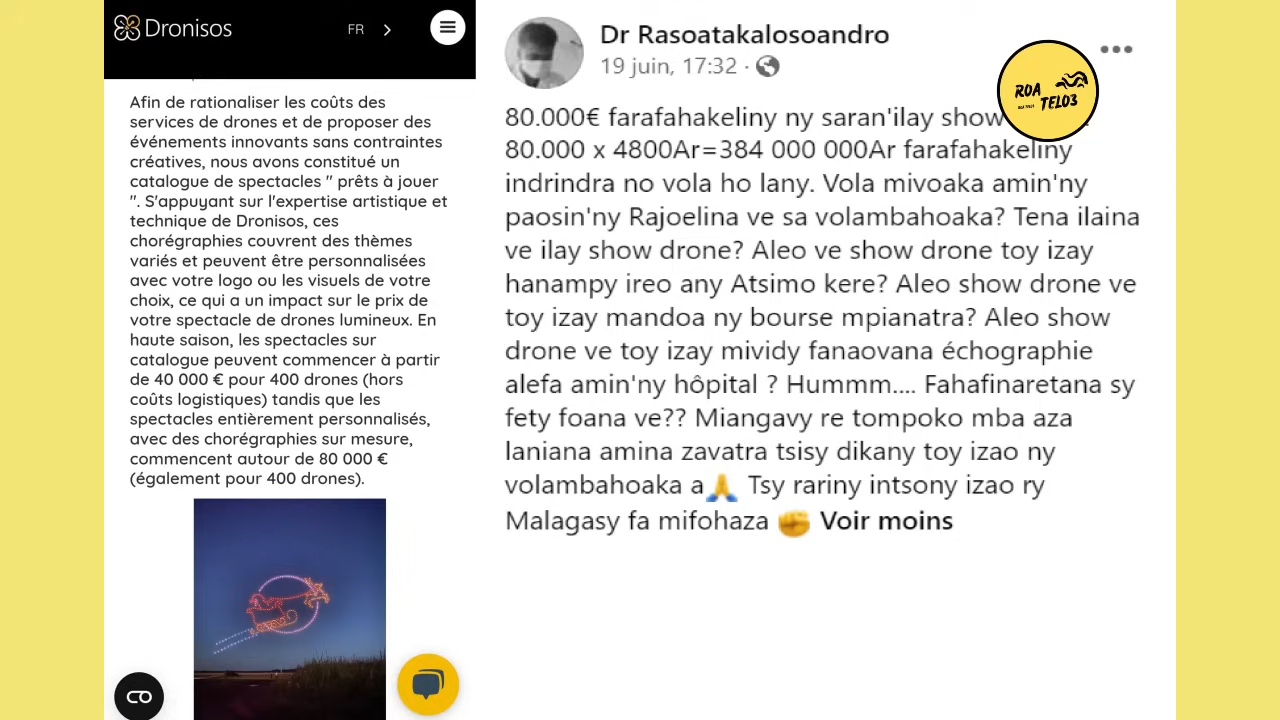 Dronisos
FR
Afin de rationaliser les coûts des
services de drones et de proposer des
événements innovants sans contraintes
créatives, nous avons constitué un
catalogue de spectacles " prêts à jouer
". S'appuyant sur l'expertise artistique et
technique de Dronisos, ces
chorégraphies couvrent des thèmes
variés et peuvent être personnalisées
avec votre logo ou les visuels de votre
choix, ce qui a un impact sur le prix de
votre spectacle de drones lumineux. En
haute saison, les spectacles sur
catalogue peuvent commencer à partir
de 40 000 € pour 400 drones (hors
coûts logistiques) tandis que les
spectacles entièrement personnalisés,
avec des chorégraphies sur mesure,
commencent autour de 80 000 €
(également pour 400 drones).
Dr Rasoatakalosoandro
19 juin, 17:32 ·
ROA
ROA TELO3
TELO3
80.000€ farafahakeliny ny saran'ilay show
80.000 x 4800Ar=384 000 000Ar farafahakeliny
indrindra no vola ho lany. Vola mivoaka amin'ny
paosin'ny Rajoelina ve sa volambahoaka? Tena ilaina
ve ilay show drone? Aleo ve show drone toy izay
hanampy ireo any Atsimo kere? Aleo show drone ve
toy izay mandoa ny bourse mpianatra? Aleo show
drone ve toy izay mividy fanaovana échographie
alefa amin'ny hôpital ? Hummm.... Fahafinaretana sy
fety foana ve?? Miangavy re tompoko mba aza
laniana amina zavatra tsisy dikany toy izao ny
volambahoaka a🙏 Tsy rariny intsony izao ry
Malagasy fa mifohaza ✊ Voir moins